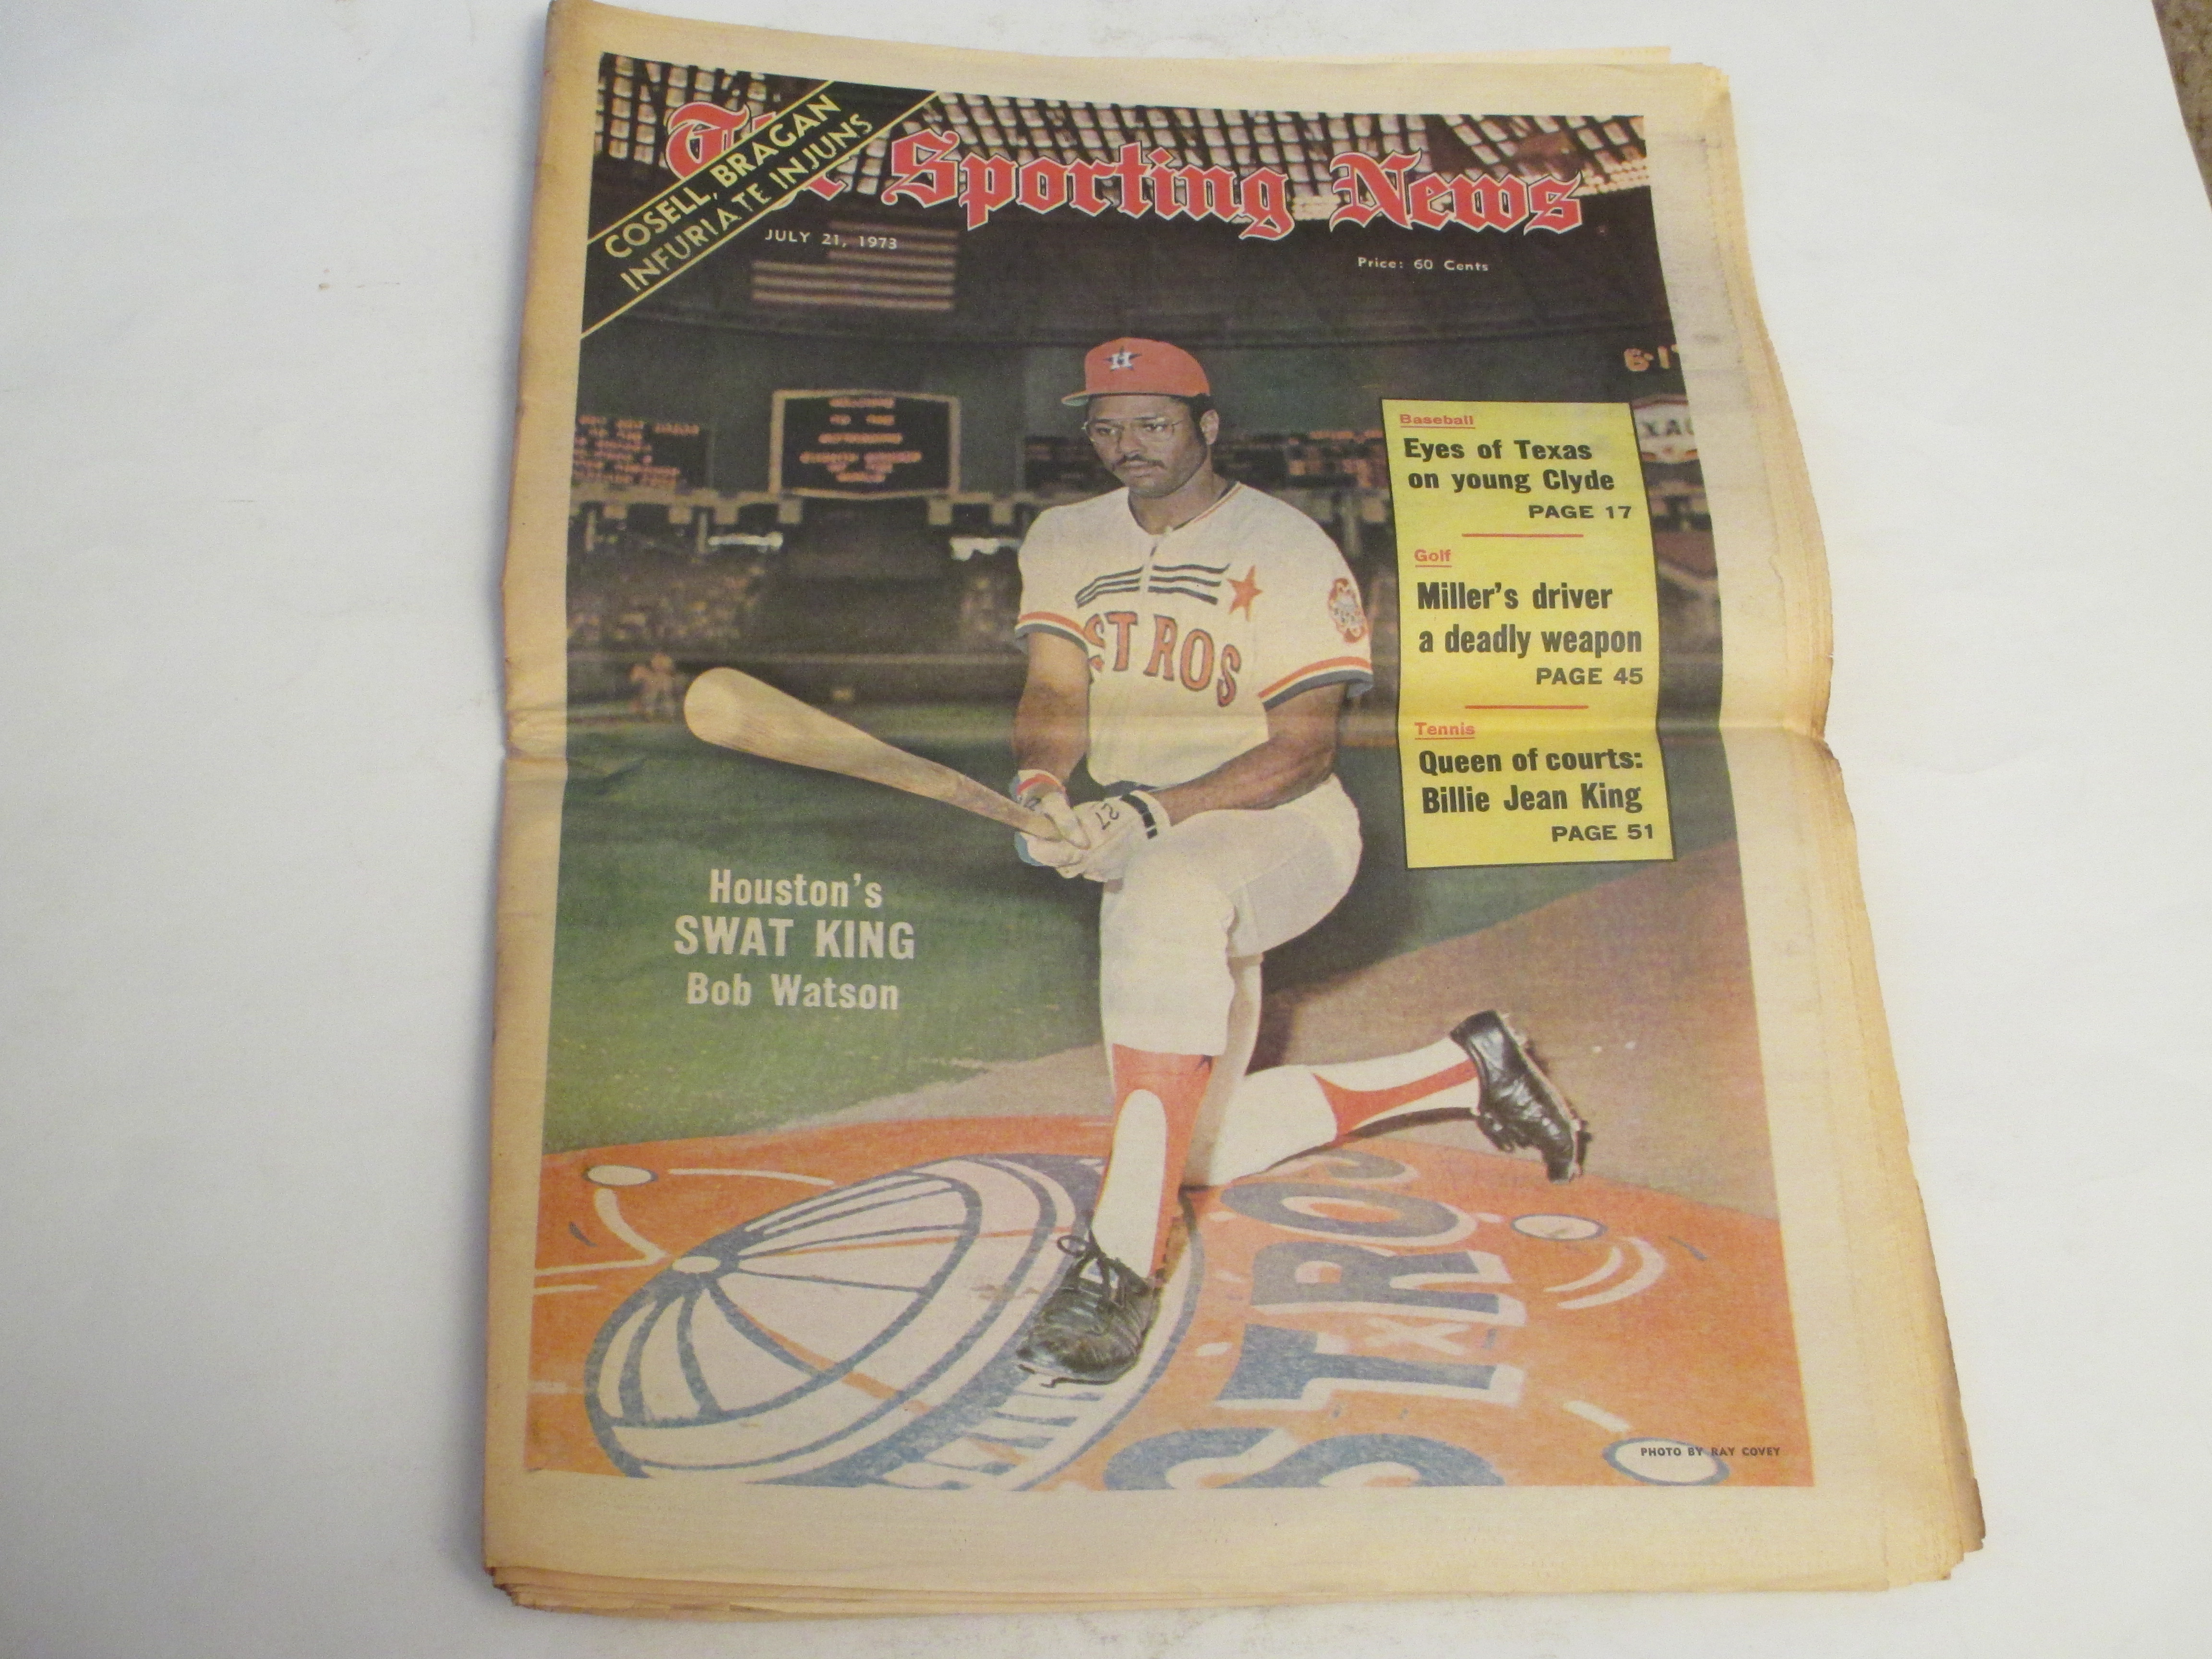 COSELL, BRAGAN
INFURIATE INJUNS
The Sporting News
JULY 21, 1973
Price: 60 Cents
H
Baseball
Eyes of Texas
on young Clyde
PAGE 17
Golf
Miller's driver
a deadly weapon
PAGE 45
Tennis
Queen of courts:
Billie Jean King
PAGE 51
STROS
27
Houston's
SWAT KING
Bob Watson
STROS
PHOTO BY RAY COVEY